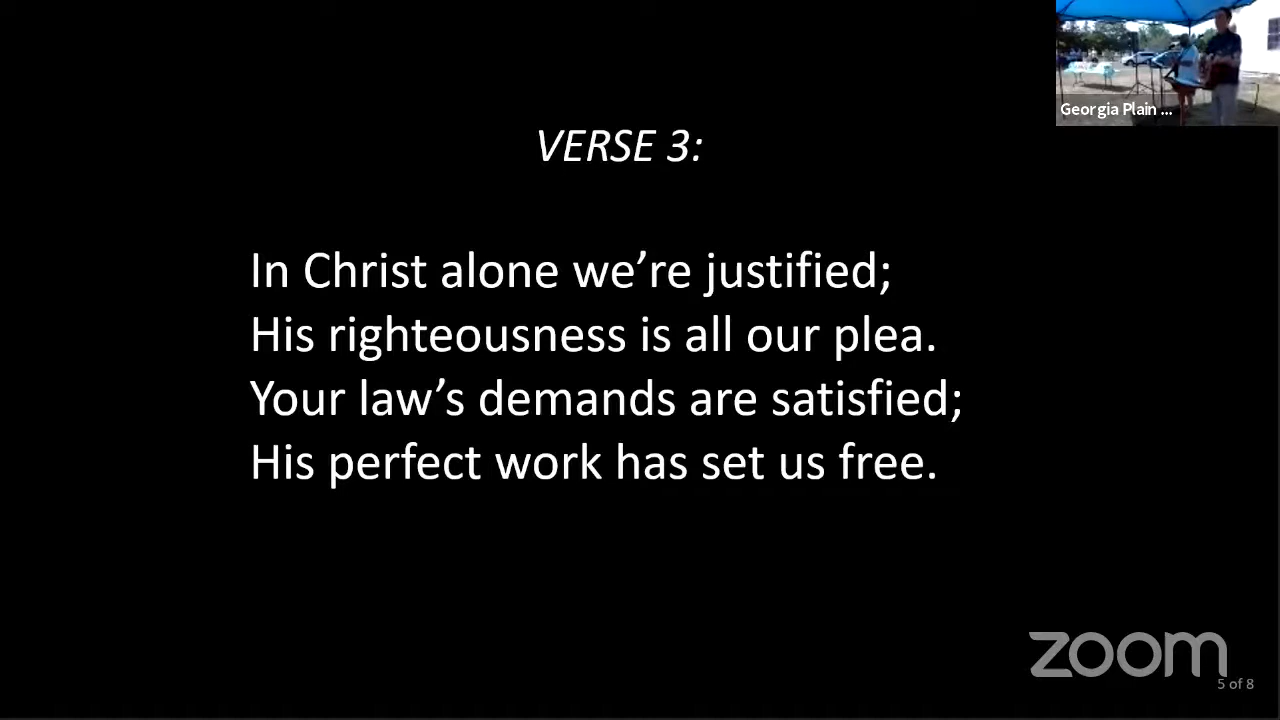 Georgia Plain ...
VERSE 3:
In Christ alone we’re justified;
His righteousness is all our plea.
Your law’s demands are satisfied;
His perfect work has set us free.
zoom
5 of 8